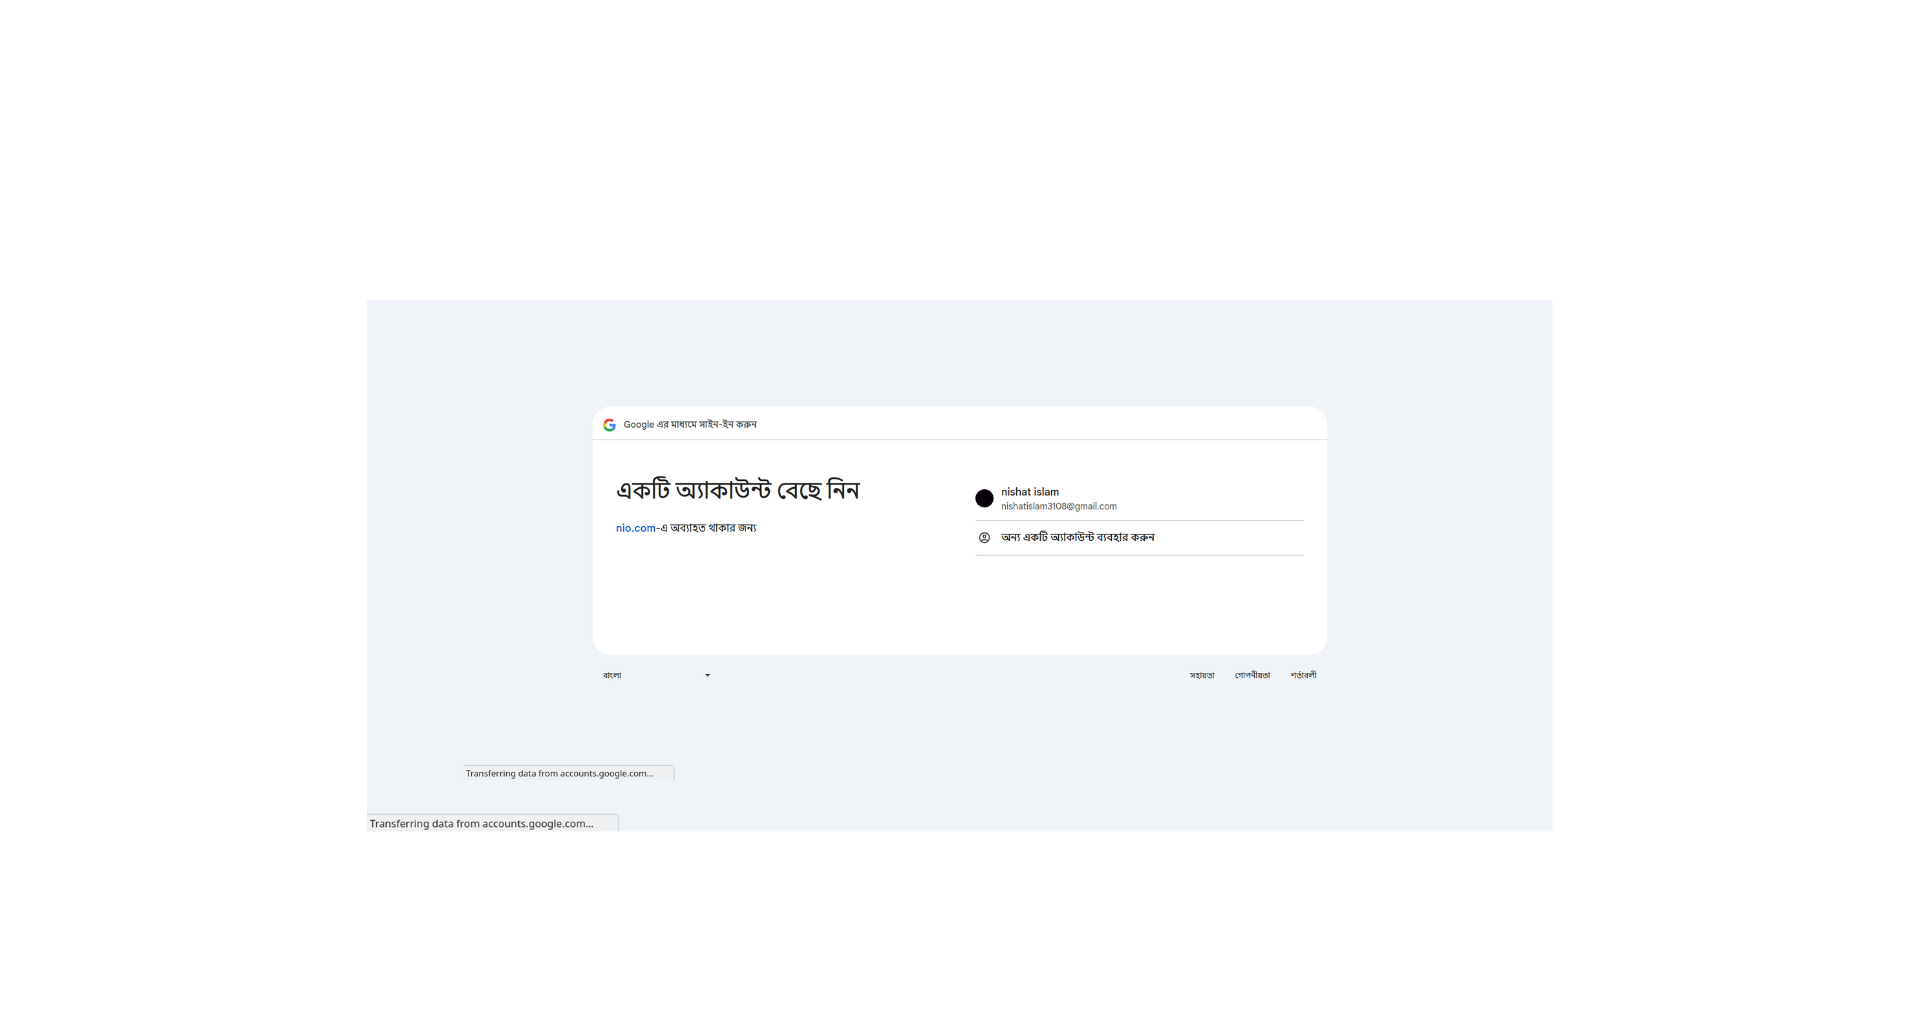 Google এর মাধ্যমে সাইন-ইন করুন
একটি অ্যাকাউন্ট বেছে নিন
nio.com-এ অব্যাহত থাকার জন্য
nishat islam
nishatislam3108@gmail.com
অন্য একটি অ্যাকাউন্ট ব্যবহার করুন
বাংলা
সহায়তা গোপনীয়তা শর্তাবলী
Transferring data from accounts.google.com...
Transferring data from accounts.google.com...